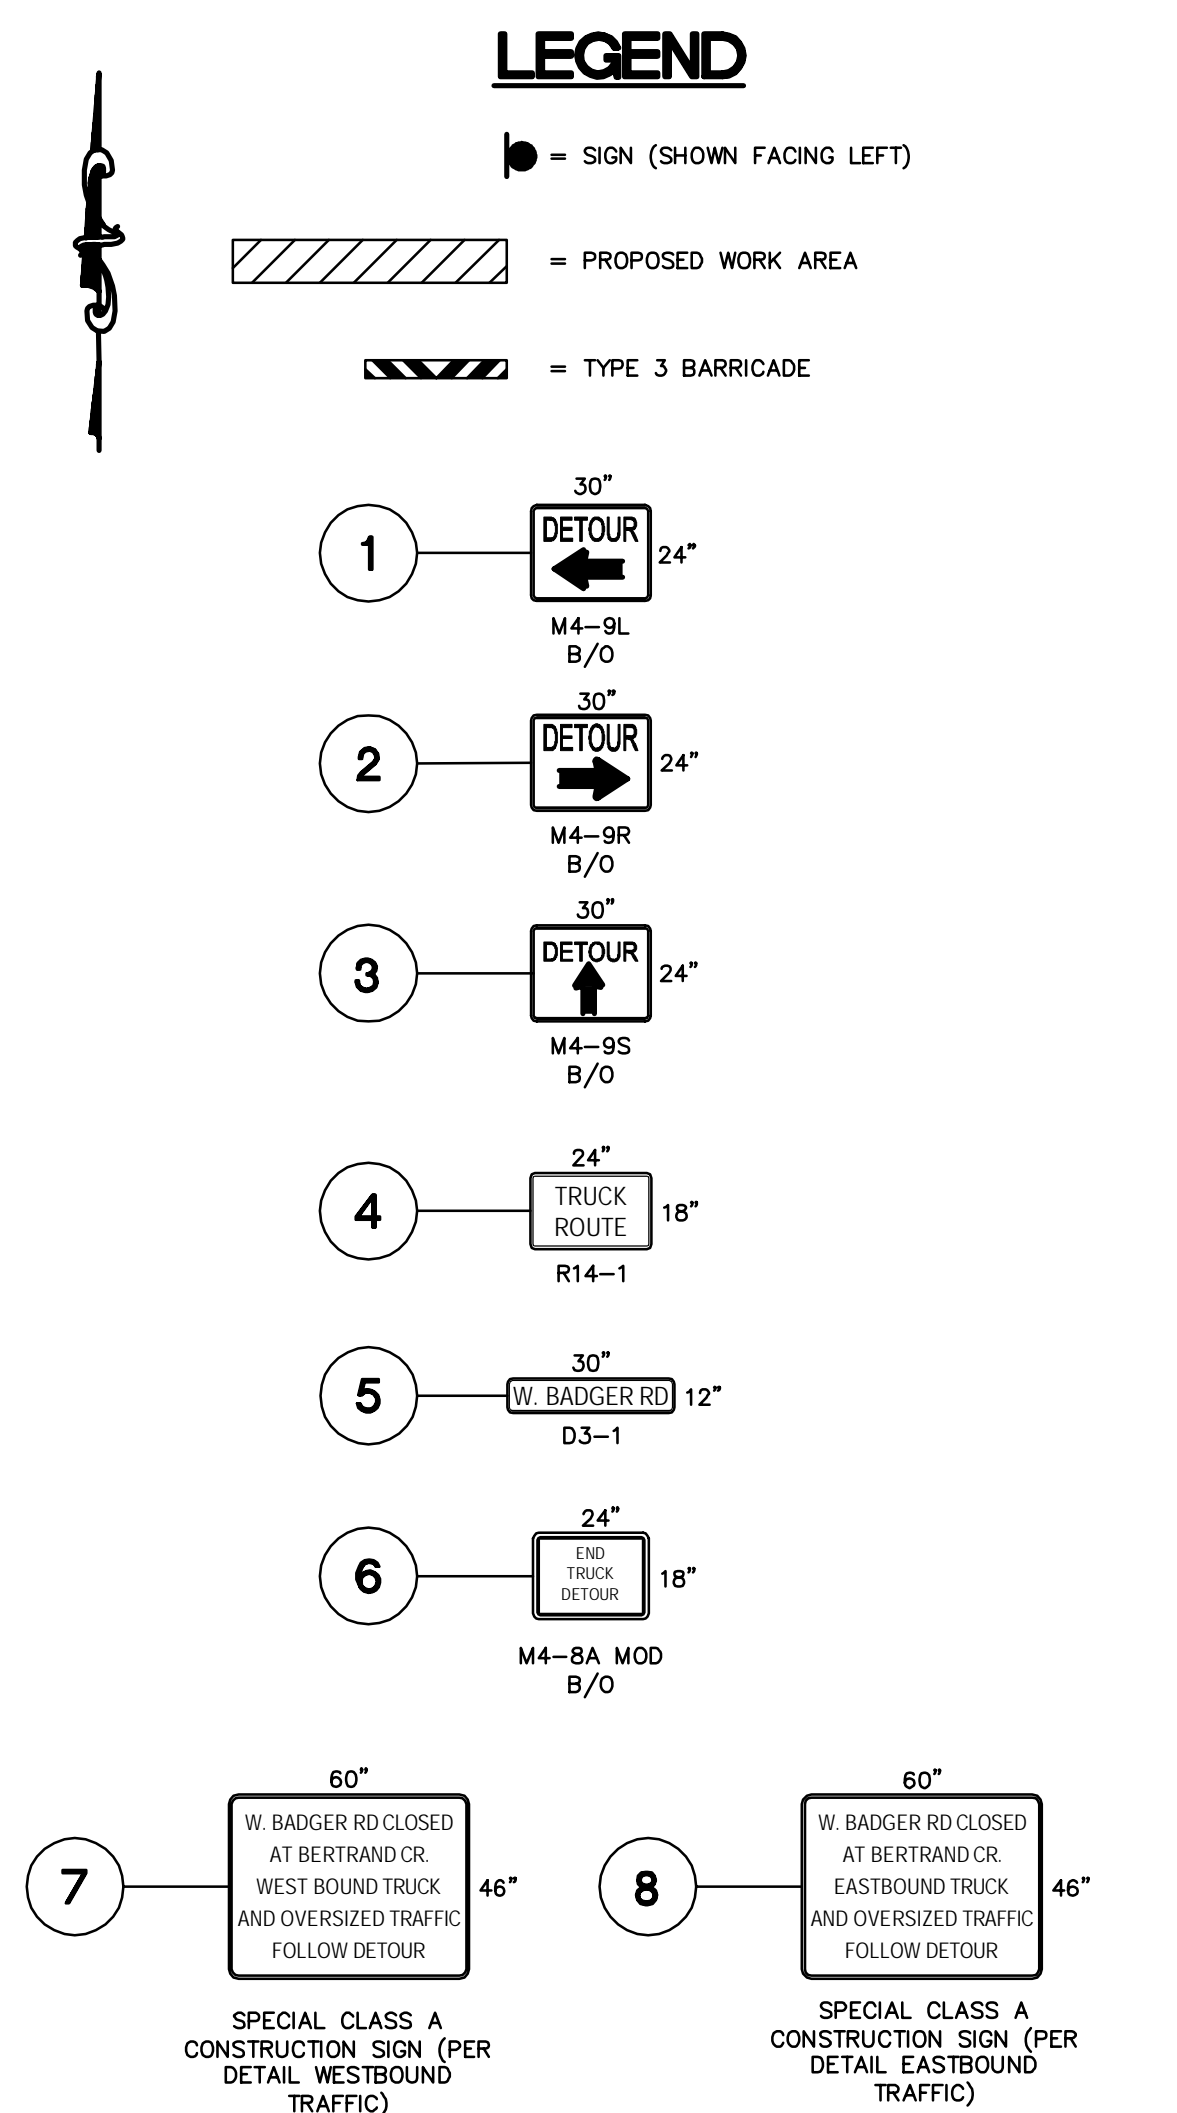 LEGEND
= SIGN (SHOWN FACING LEFT)
= PROPOSED WORK AREA
= TYPE 3 BARRICADE
30"
1
DETOUR
24"
M4-9L
B/O
30"
2
DETOUR
24"
M4-9R
B/O
30"
3
DETOUR
24"
M4-9S
B/O
24"
4
TRUCK
ROUTE
18"
R14-1
30"
5
W. BADGER RD
12"
D3-1
24"
6
END
TRUCK
DETOUR
18"
M4-8A MOD
B/O
60"
7
W. BADGER RD CLOSED
AT BERTRAND CR.
WEST BOUND TRUCK
AND OVERSIZED TRAFFIC
FOLLOW DETOUR
46"
SPECIAL CLASS A
CONSTRUCTION SIGN (PER
DETAIL WESTBOUND
TRAFFIC)
60"
8
W. BADGER RD CLOSED
AT BERTRAND CR.
EASTBOUND TRUCK
AND OVERSIZED TRAFFIC
FOLLOW DETOUR
46"
SPECIAL CLASS A
CONSTRUCTION SIGN (PER
DETAIL EASTBOUND
TRAFFIC)